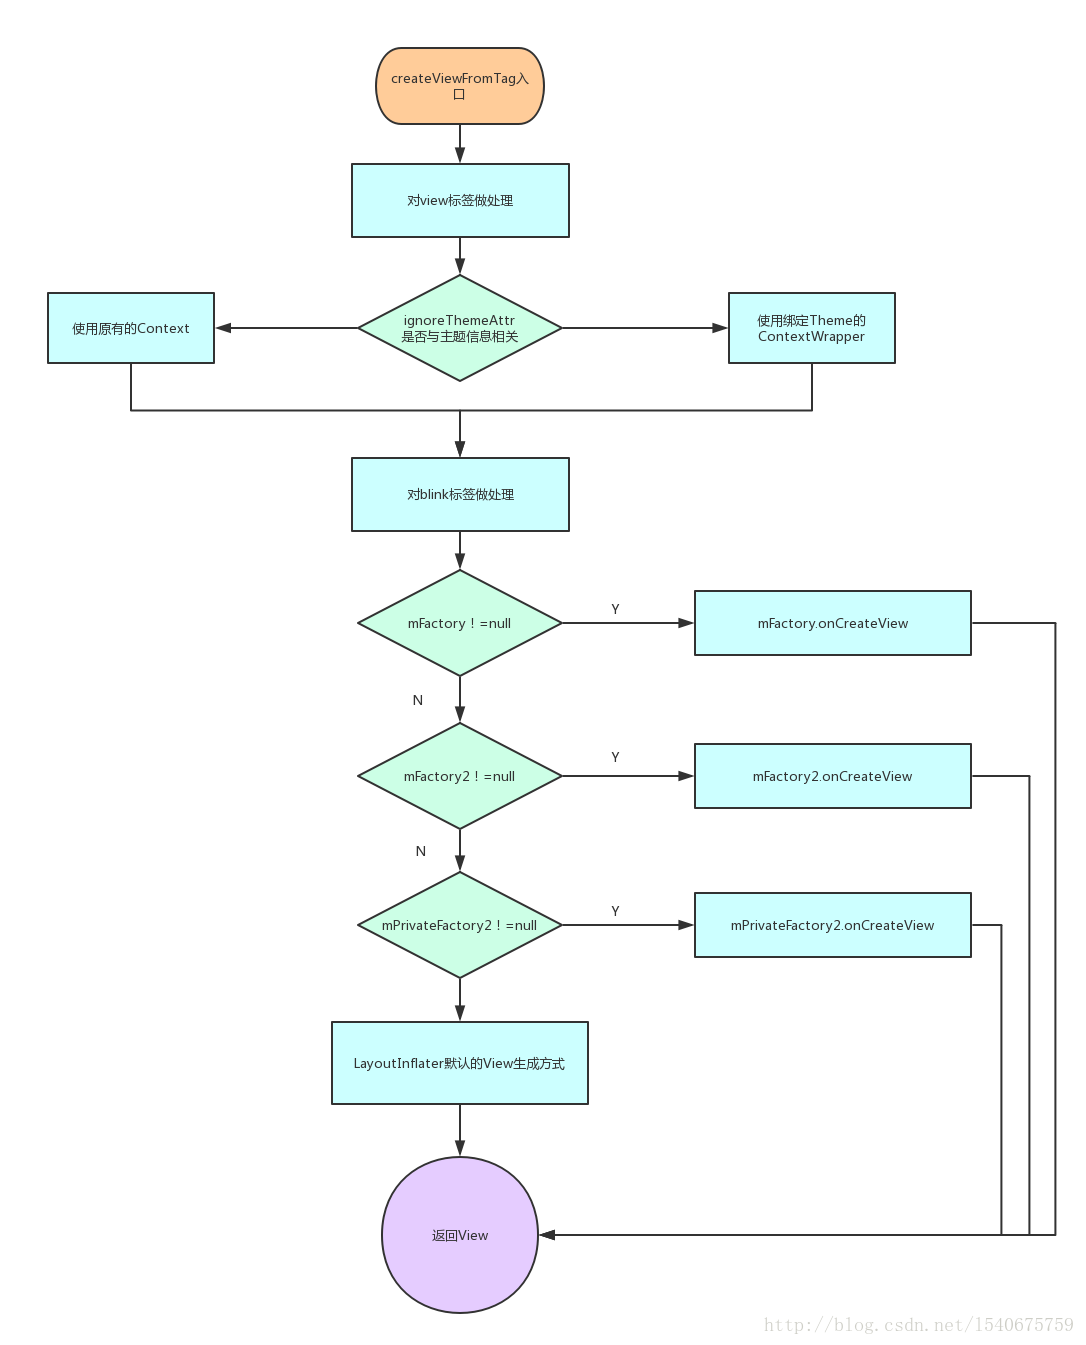 createViewFromTag入
口
对view标签做处理
使用原有的Context
ignoreThemeAttr
是否与主题信息相关
使用绑定Theme的
ContextWrapper
对blink标签做处理
mFactory！=null
Y
mFactory.onCreateView
N
mFactory2！=null
Y
mFactory2.onCreateView
N
mPrivateFactory2！=null
Y
mPrivateFactory2.onCreateView
LayoutInflater默认的View生成方式
返回View
http://blog.csdn.net/1540675759